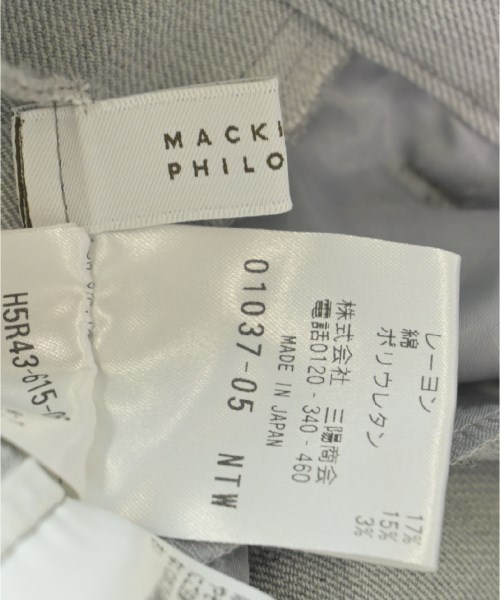 MACKI
PHILO
レーヨン 17%
綿 15%
ポリウレタン 3%
株式会社 三陽商会
電話0120-340-460
MADE IN JAPAN
01037-05 NTW
H5R43-615-